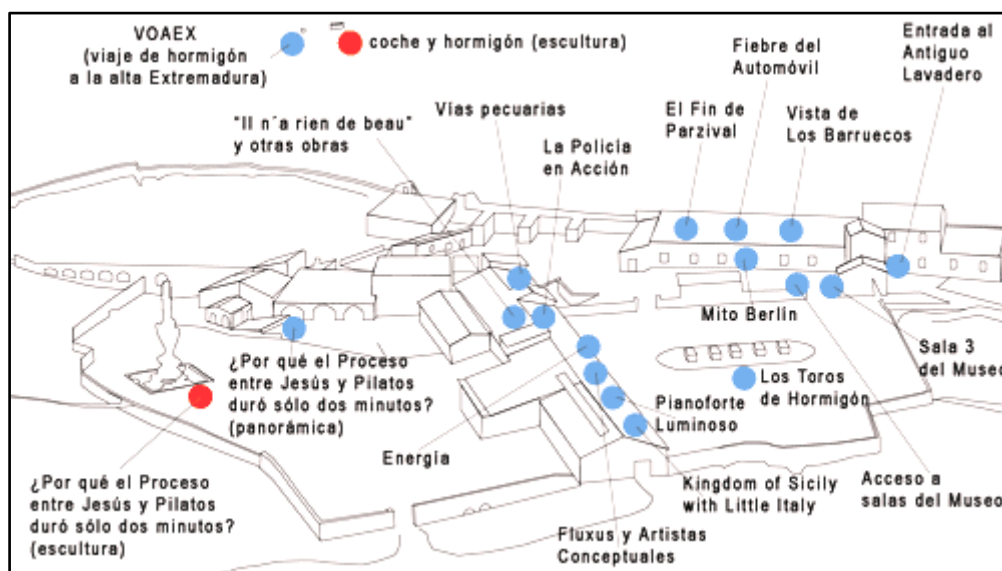 VOAEX
(viaje de hormigón
a la alta Extremadura)
coche y hormigón (escultura)
Fiebre del
Automóvil
Entrada al
Antiguo
Lavadero
"Il n´a rien de beau"
y otras obras
Vías pecuarias
La Policía
en Acción
El Fin de
Parzival
Vista de
Los Barruecos
Mito Berlín
Sala 3
del Museo
¿Por qué el Proceso
entre Jesús y Pilatos
duró sólo dos minutos?
(panorámica)
Los Toros
de Hormigón
Pianoforte
Luminoso
Energía
¿Por qué el Proceso
entre Jesús y Pilatos
duró sólo dos minutos?
(escultura)
Kingdom of Sicily
with Little Italy
Acceso a
salas del Museo
Fluxus y Artistas
Conceptuales